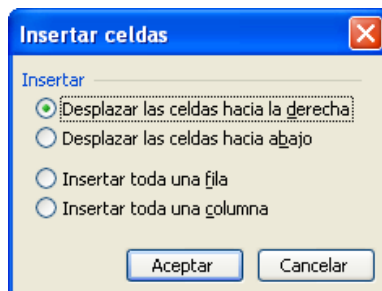 Insertar celdas
Insertar
Desplazar las celdas hacia la derecha
Desplazar las celdas hacia abajo
Insertar toda una fila
Insertar toda una columna
Aceptar
Cancelar